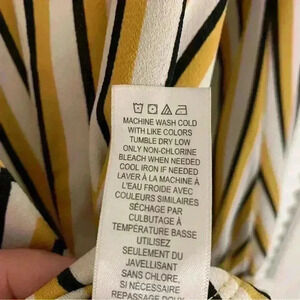 MACHINE WASH COLD
WITH LIKE COLORS
TUMBLE DRY LOW
ONLY NON-CHLORINE
BLEACH WHEN NEEDED
COOL IRON IF NEEDED
LAVER À LA MACHINE À
L'EAU FROIDE AVEC
COULEURS SIMILAIRES
SÉCHAGE PAR
CULBUTAGE À
TEMPÉRATURE BASSE
UTILISEZ
SEULEMENT DU
JAVELLISANT
SANS CHLORE,
SI NÉCESSAIRE
REPASSAGE DOUX